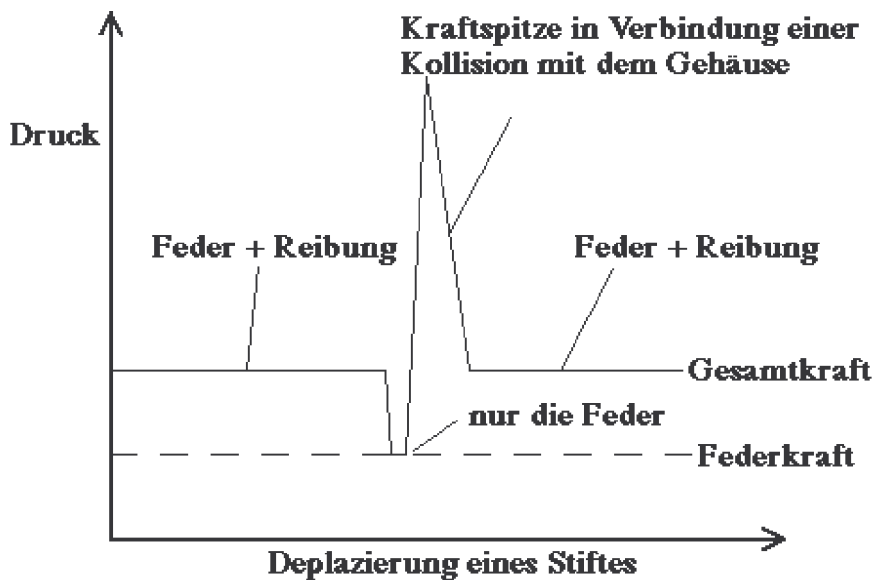 Kraftspitze in Verbindung einer
Kollision mit dem Gehäuse
Druck
Feder + Reibung
Feder + Reibung
Gesamtkraft
nur die Feder
Federkraft
Deplazierung eines Stiftes